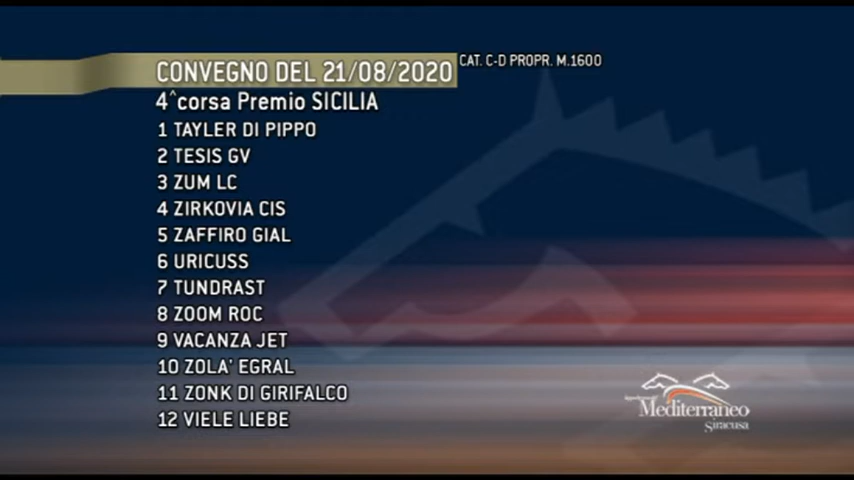 CONVEGNO DEL 21/08/2020
CAT. C-D PROPR. M.1600
4^corsa Premio SICILIA
1 TAYLER DI PIPPO
2 TESIS GV
3 ZUM LC
4 ZIRKOVIA CIS
5 ZAFFIRO GIAL
6 URICUSS
7 TUNDRAST
8 ZOOM ROC
9 VACANZA JET
10 ZOLA' EGRAL
11 ZONK DI GIRIFALCO
12 VIELE LIEBE
Mediterraneo
Siracusa